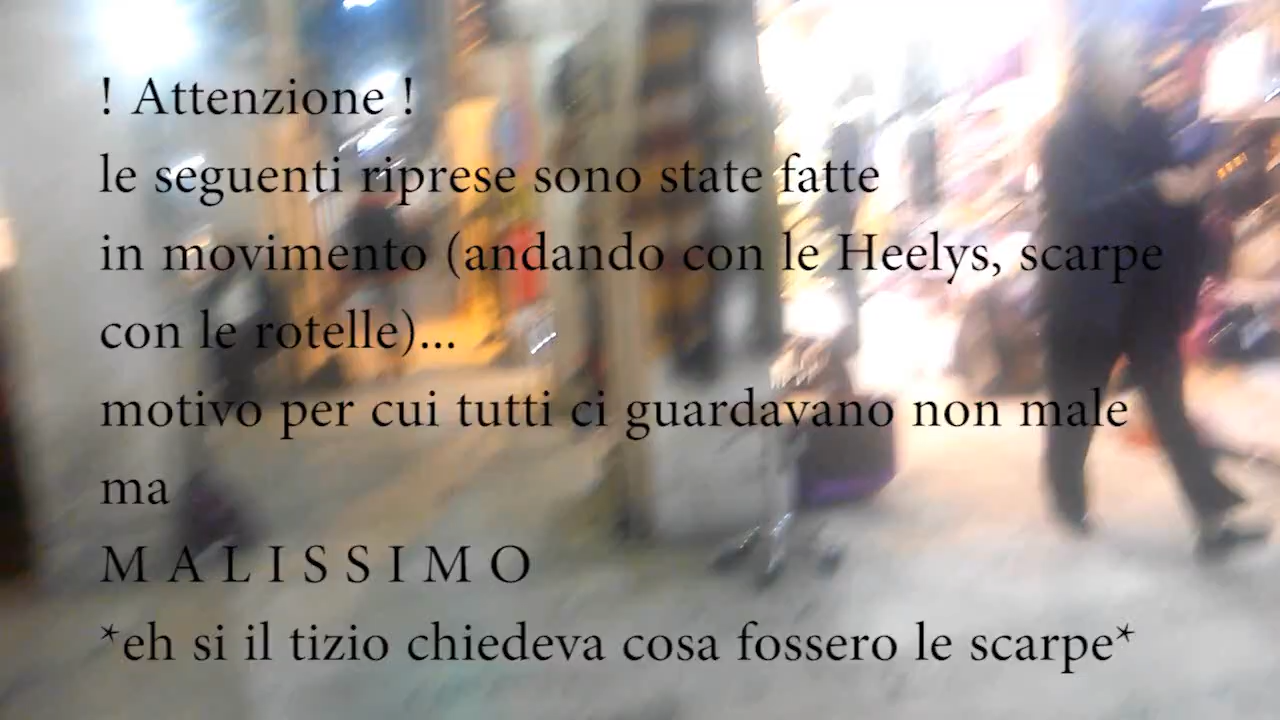 ! Attenzione !
le seguenti riprese sono state fatte
in movimento (andando con le Heelys, scarpe
con le rotelle)...
motivo per cui tutti ci guardavano non male
ma
M A L I S S I M O
*eh si il tizio chiedeva cosa fossero le scarpe*